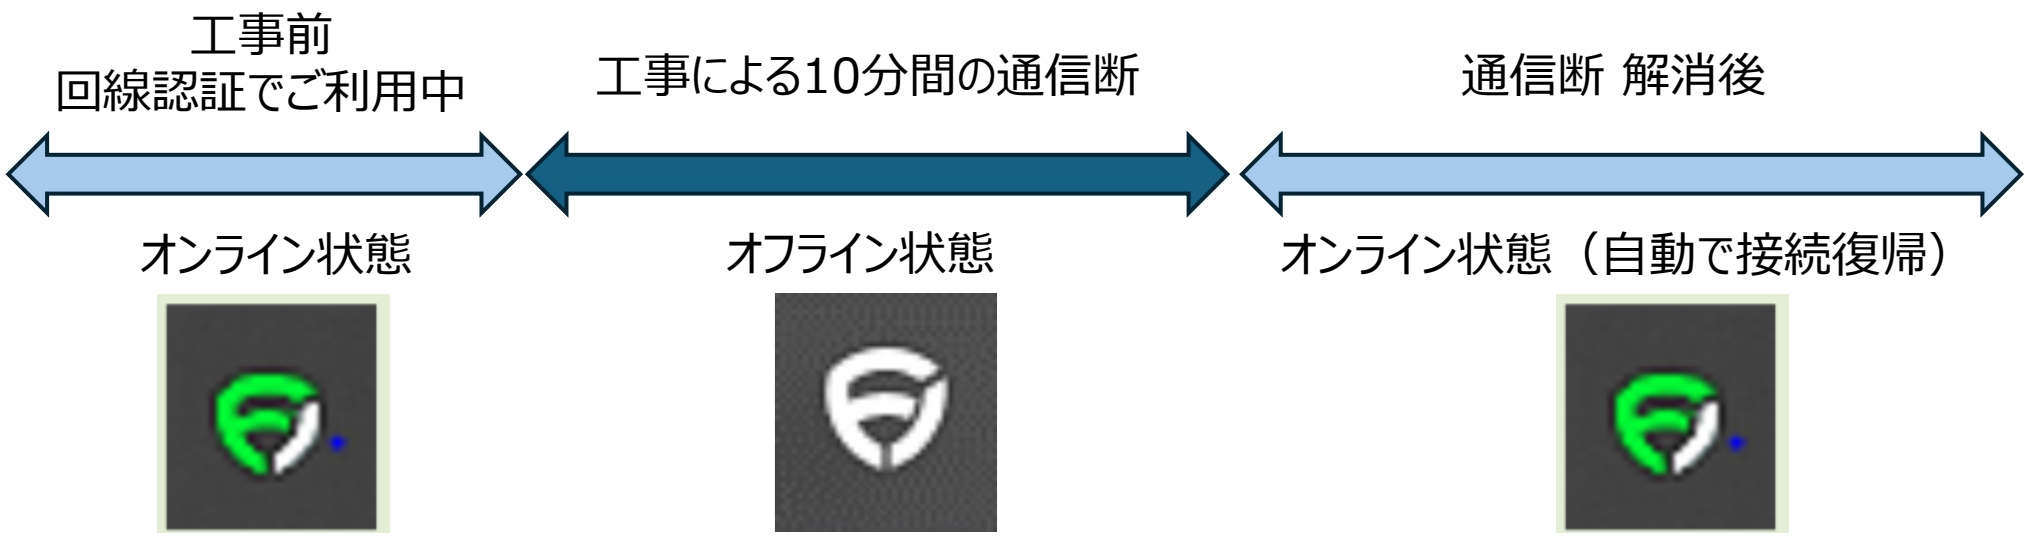 工事前
回線認証でご利用中
工事による10分間の通信断
通信断 解消後
オンライン状態
オフライン状態
オンライン状態（自動で接続復帰）